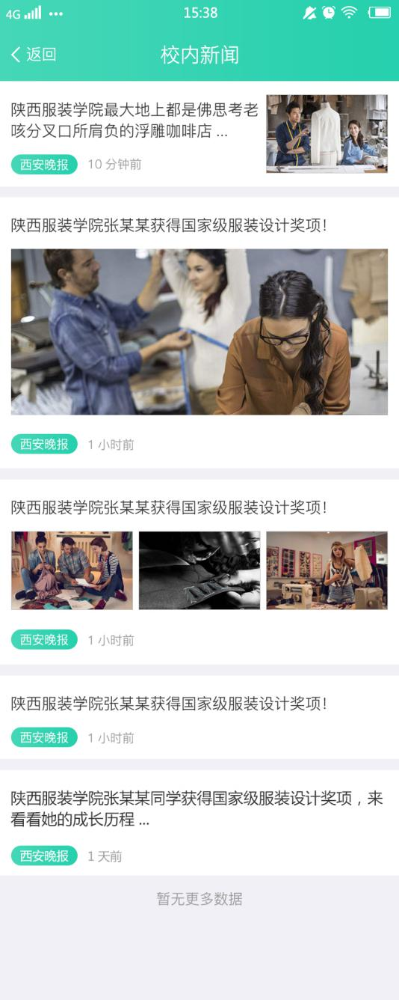 4G 15:38
返回 校内新闻
陕西服装学院最大地上都是佛思考老
咳分叉口所肩负的浮雕咖啡店 ...
西安晚报 10 分钟前
陕西服装学院张某某获得国家级服装设计奖项！
西安晚报 1 小时前
陕西服装学院张某某获得国家级服装设计奖项！
西安晚报 1 小时前
陕西服装学院张某某获得国家级服装设计奖项！
西安晚报 1 小时前
陕西服装学院张某某同学获得国家级服装设计奖项，来
看看她的成长历程 ...
西安晚报 1 天前
暂无更多数据